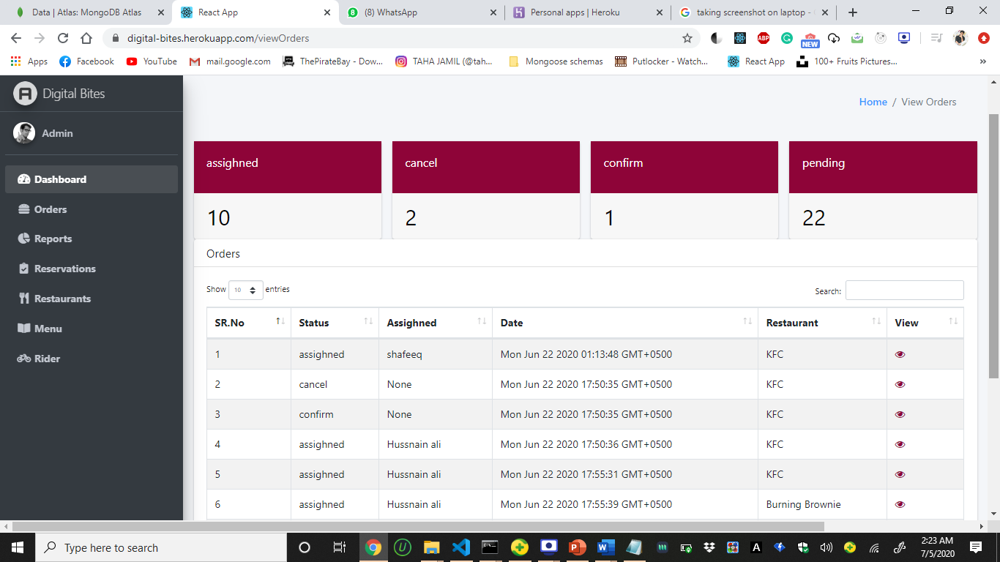 Data | Atlas: MongoDB Atlas
React App
(8) WhatsApp
Personal apps | Heroku
taking screenshot on laptop -
digital-bites.herokuapp.com/viewOrders
ABP
NEW
Apps
Facebook
YouTube
mail.google.com
ThePirateBay - Dow...
TAHA JAMIL (@tah...
Mongoose schemas
Putlocker - Watch...
React App
100+ Fruits Pictures...
»
Digital Bites
Admin
Dashboard
Orders
Reports
Reservations
Restaurants
Menu
Rider
Home / View Orders
assighned
cancel
confirm
pending
10
2
1
22
Orders
Show 10 entries
Search:
SR.No Status Assighned Date Restaurant View
1 assighned shafeeq Mon Jun 22 2020 01:13:48 GMT+0500 KFC
2 cancel None Mon Jun 22 2020 17:50:35 GMT+0500 KFC
3 confirm None Mon Jun 22 2020 17:50:35 GMT+0500 KFC
4 assighned Hussnain ali Mon Jun 22 2020 17:50:36 GMT+0500 KFC
5 assighned Hussnain ali Mon Jun 22 2020 17:55:31 GMT+0500 KFC
6 assighned Hussnain ali Mon Jun 22 2020 17:55:39 GMT+0500 Burning Brownie
Type here to search
2:23 AM
7/5/2020